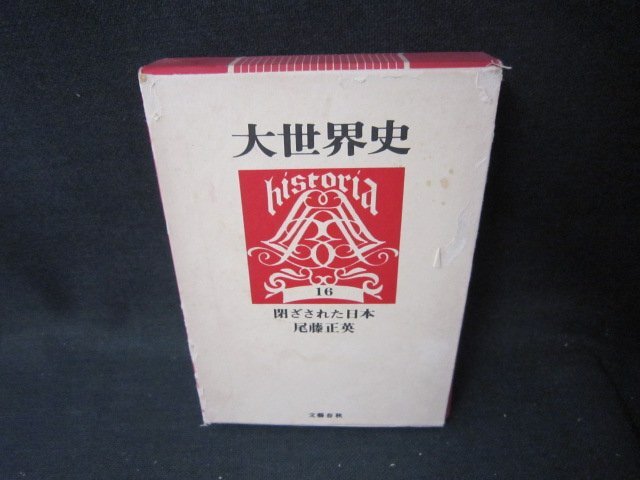 大世界史
historia
16
閉ざされた日本
尾藤正英
文藝春秋